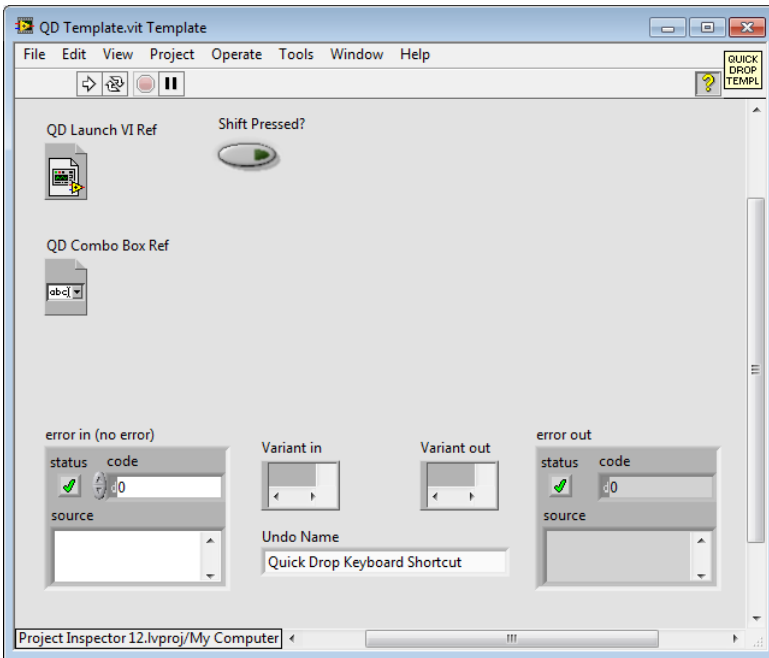 QD Template.vit Template
File Edit View Project Operate Tools Window Help
QUICK
DROP
TEMPL
?
QD Launch VI Ref
Shift Pressed?
QD Combo Box Ref
abc
error in (no error)
status code
d0
source
Variant in
Variant out
Undo Name
Quick Drop Keyboard Shortcut
error out
status code
d0
source
Project Inspector 12.lvproj/My Computer